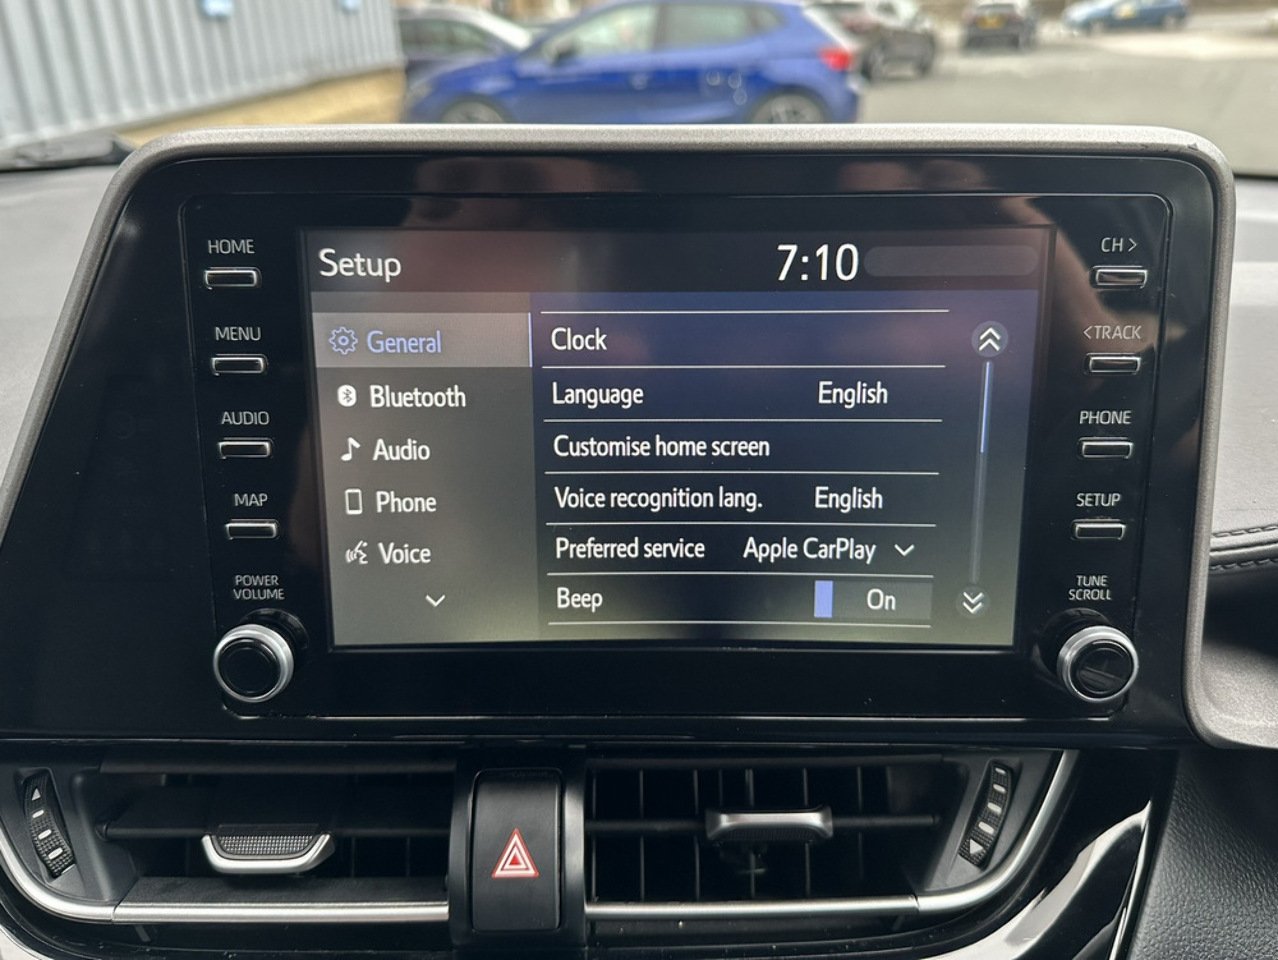 HOME
MENU
AUDIO
MAP
POWER
VOLUME
Setup
7:10
General
Bluetooth
Audio
Phone
Voice
Clock
Language English
Customise home screen
Voice recognition lang. English
Preferred service Apple CarPlay
Beep On
CH >
<TRACK
PHONE
SETUP
TUNE
SCROLL